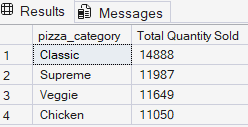 Results Messages
pizza_category Total Quantity Sold
1 Classic 14888
2 Supreme 11987
3 Veggie 11649
4 Chicken 11050